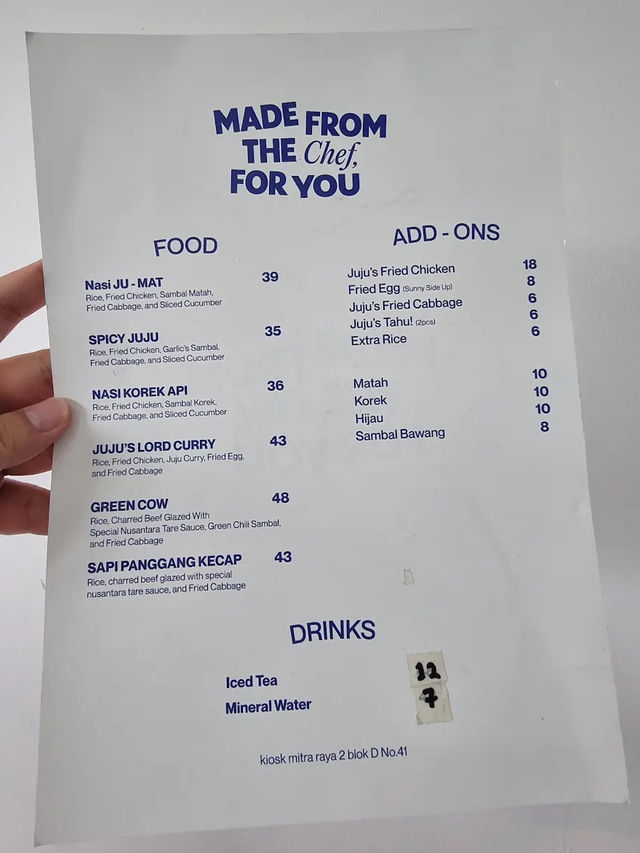 MADE FROM
THE Chef,
FOR YOU
FOOD
Nasi JU - MAT 39
Rice, Fried Chicken, Sambal Matah,
Fried Cabbage, and Sliced Cucumber
SPICY JUJU 35
Rice, Fried Chicken, Garlic's Sambal,
Fried Cabbage, and Sliced Cucumber
NASI KOREK API 36
Rice, Fried Chicken, Sambal Korek,
Fried Cabbage, and Sliced Cucumber
JUJU'S LORD CURRY 43
Rice, Fried Chicken, Juju Curry, Fried Egg,
and Fried Cabbage
GREEN COW 48
Rice, Charred Beef Glazed With
Special Nusantara Tare Sauce, Green Chili Sambal,
and Fried Cabbage
SAPI PANGGANG KECAP 43
Rice, charred beef glazed with special
nusantara tare sauce, and Fried Cabbage
ADD - ONS
Juju's Fried Chicken 18
Fried Egg (Sunny Side Up) 8
Juju's Fried Cabbage 6
Juju's Tahu! (2pcs) 6
Extra Rice 6
Matah 10
Korek 10
Hijau 10
Sambal Bawang 8
DRINKS
Iced Tea 12
Mineral Water 7
kiosk mitra raya 2 blok D No.41